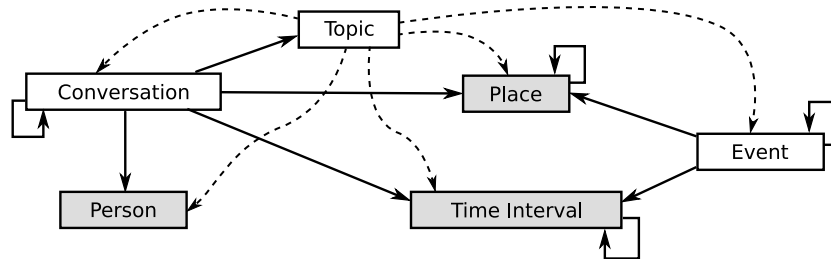 Topic
Conversation
Place
Event
Person
Time Interval